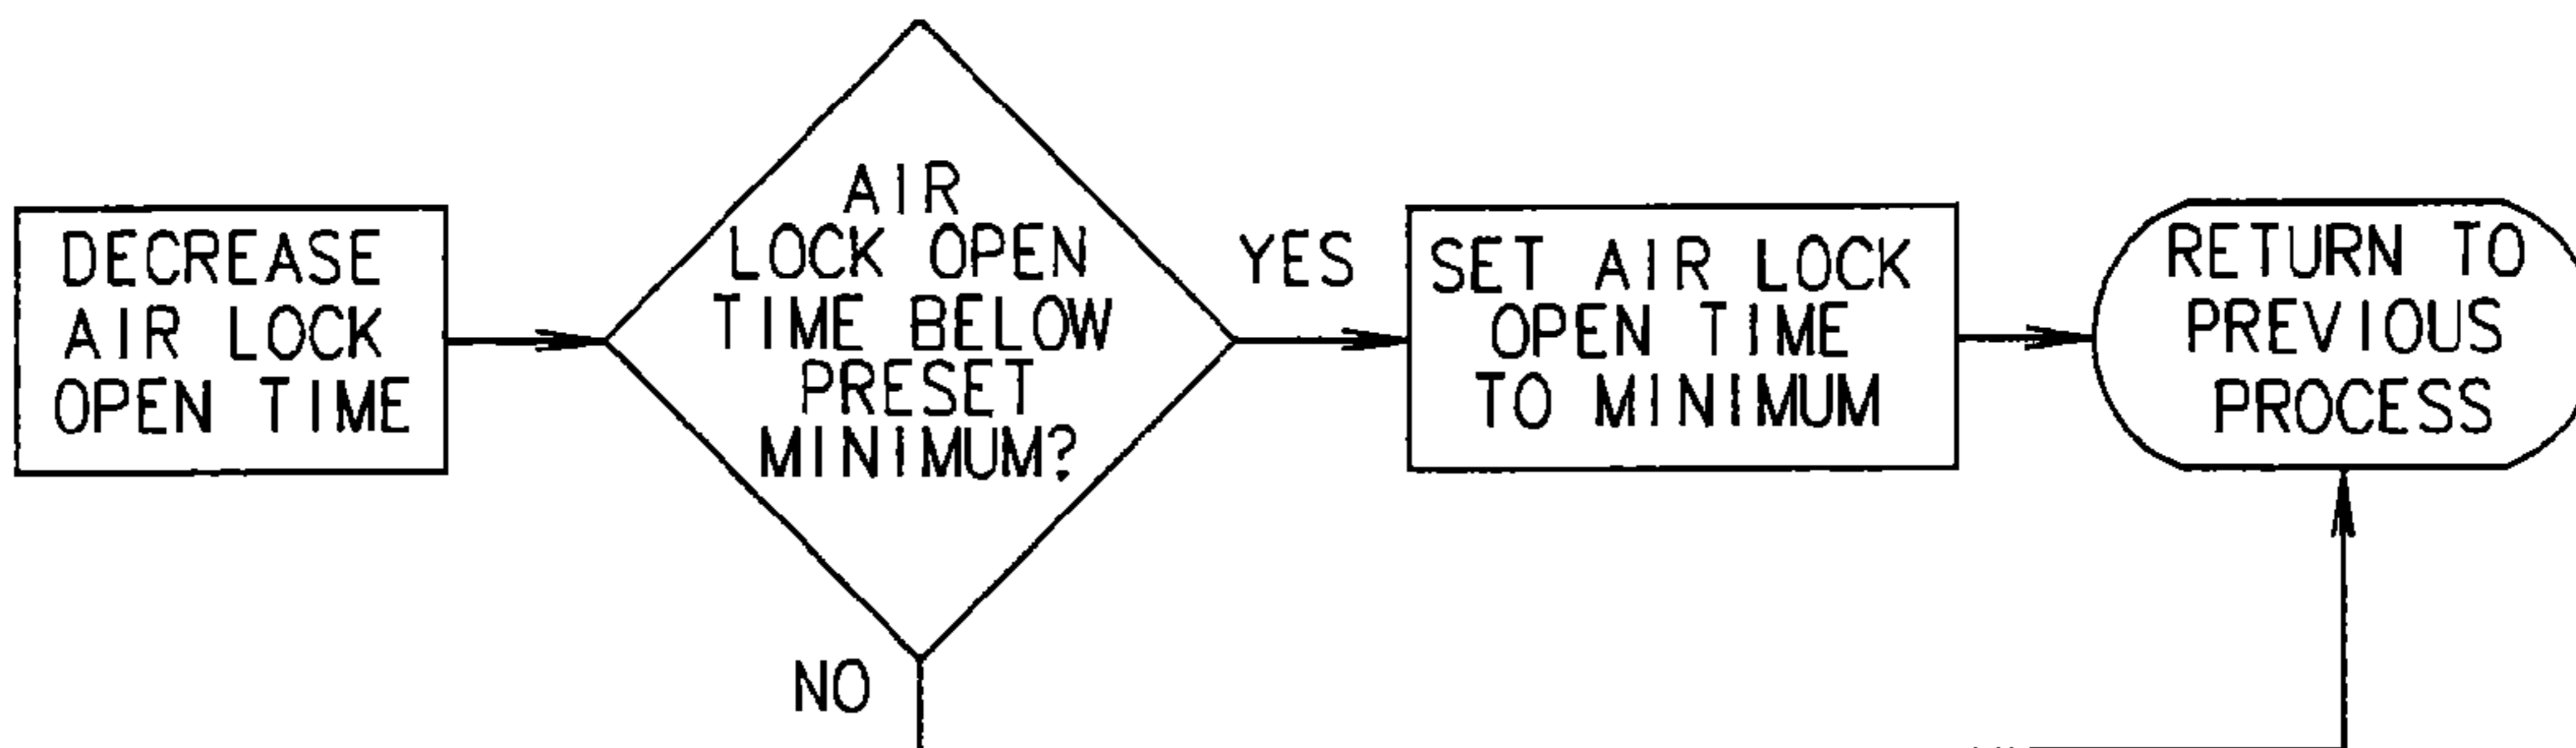 DECREASE
AIR LOCK
OPEN TIME
AIR
LOCK OPEN
TIME BELOW
PRESET
MINIMUM?
YES
SET AIR LOCK
OPEN TIME
TO MINIMUM
RETURN TO
PREVIOUS
PROCESS
NO